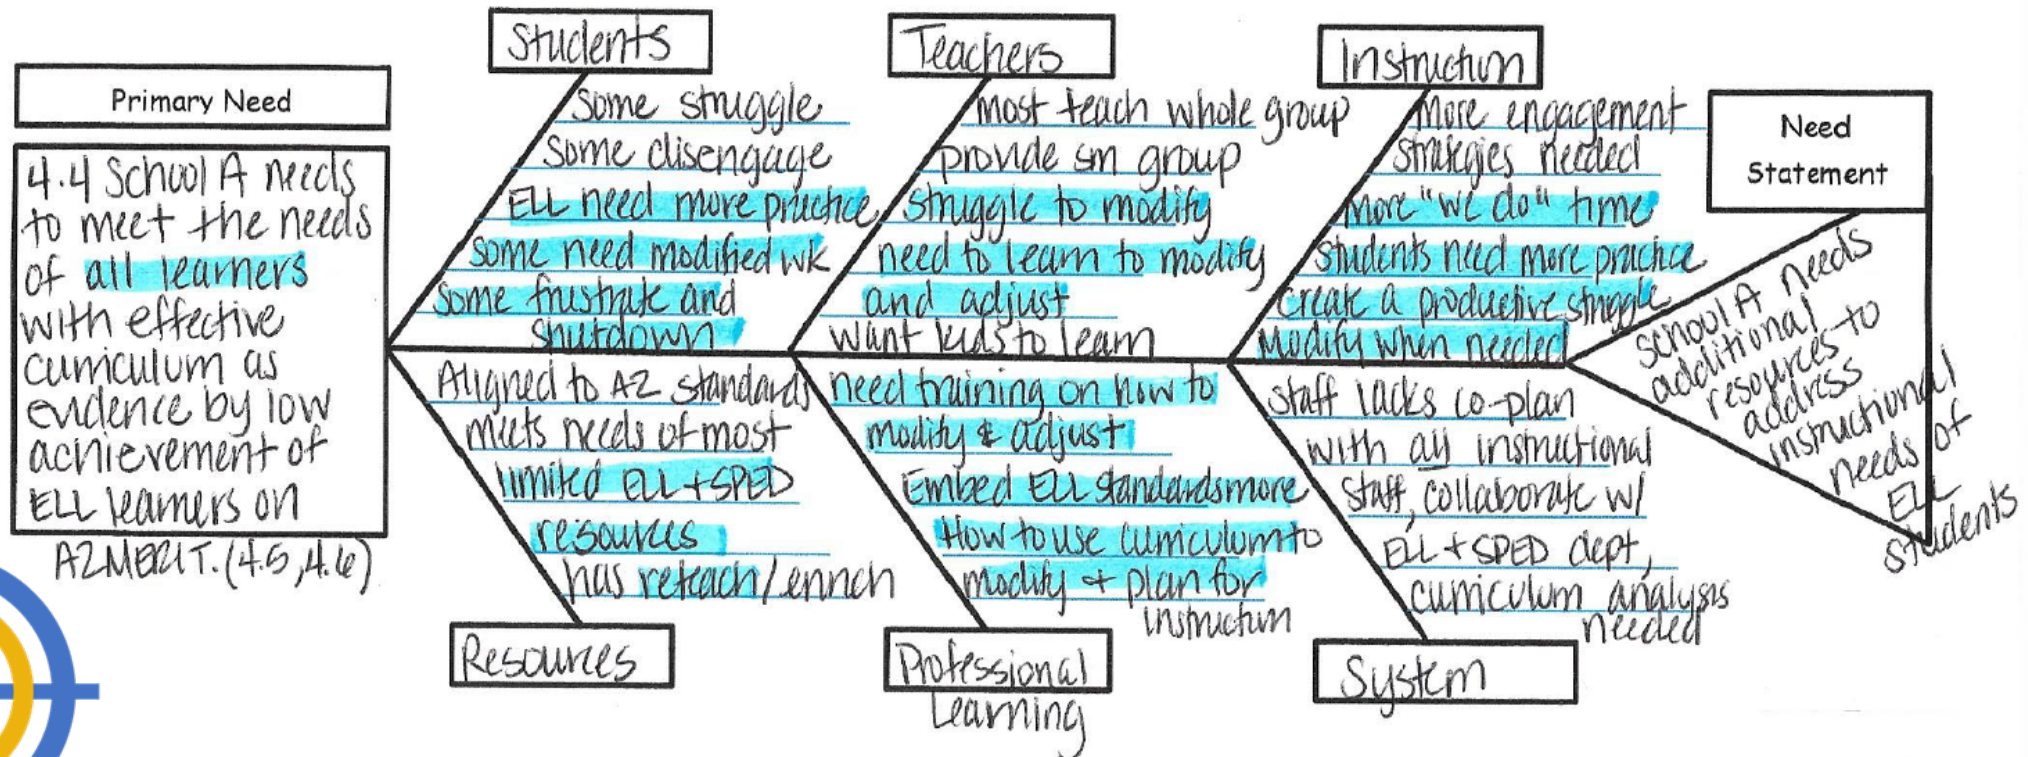 Primary Need
4.4 School A needs
to meet the needs
of all learners
with effective
curriculum as
evidence by low
achievement of
ELL learners on
AZMERIT. (4.5, 4.6)
Students
Some struggle
Some disengage
ELL need more practice
some need modified wk
some frustrate and
shutdown
Teachers
most teach whole group
provide sm group
struggle to modify
need to learn to modify
and adjust
want kids to learn
Instruction
More engagement
strategies needed
more "we do" time
students need more practice
create a productive struggle
Modify when needed
Need
Statement
School A needs
additional
resources to
address
instructional
needs of
ELL
students
Aligned to AZ standards
meets needs of most
limited ELL + SPED
resources
has reteach/enrich
Resources
need training on how to
modify & adjust
Embed ELL standards more
How to use curriculum to
modify + plan for
instruction
Professional
Learning
Staff lacks co-plan
with all instructional
staff, collaborate w/
ELL + SPED dept,
curriculum analysis
needed
System